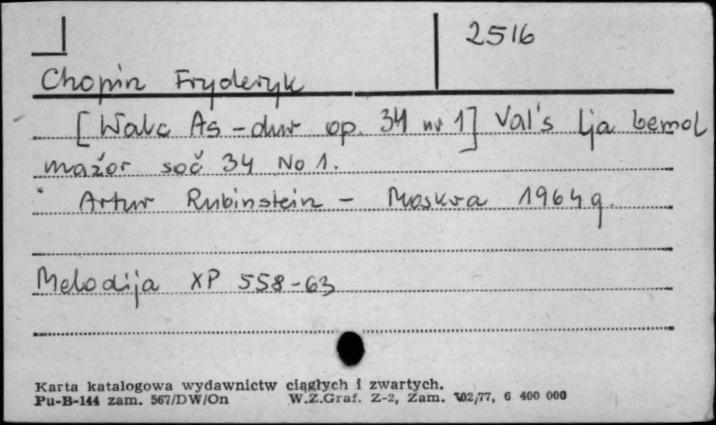 2516
Chopin Fryderyk
[Walc As-dur op. 34 nr 1] Val's lja bemol
mažor soč 34 No 1.
Artur Rubinstein - Moskva 1964 g.
Melodija XP 558-63
Karta katalogowa wydawnictw ciągłych i zwartych.
Pu-B-144 zam. 567/DW/On W.Z.Graf. Z-2, Zam. 102/77, 6 400 000